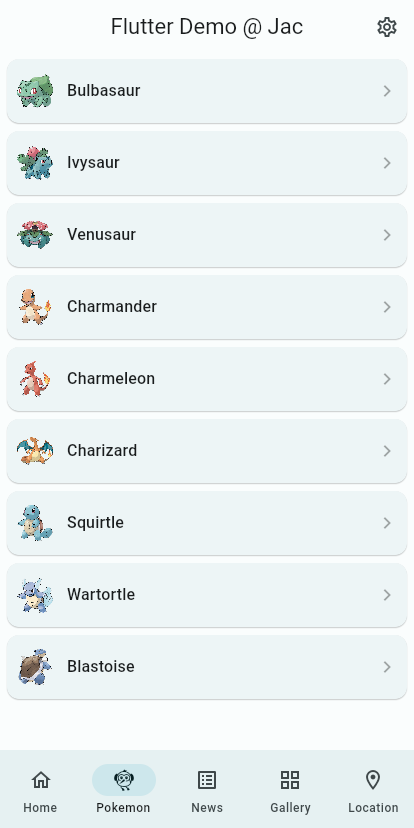 Flutter Demo @ Jac
Bulbasaur
Ivysaur
Venusaur
Charmander
Charmeleon
Charizard
Squirtle
Wartortle
Blastoise
Home Pokemon News Gallery Location